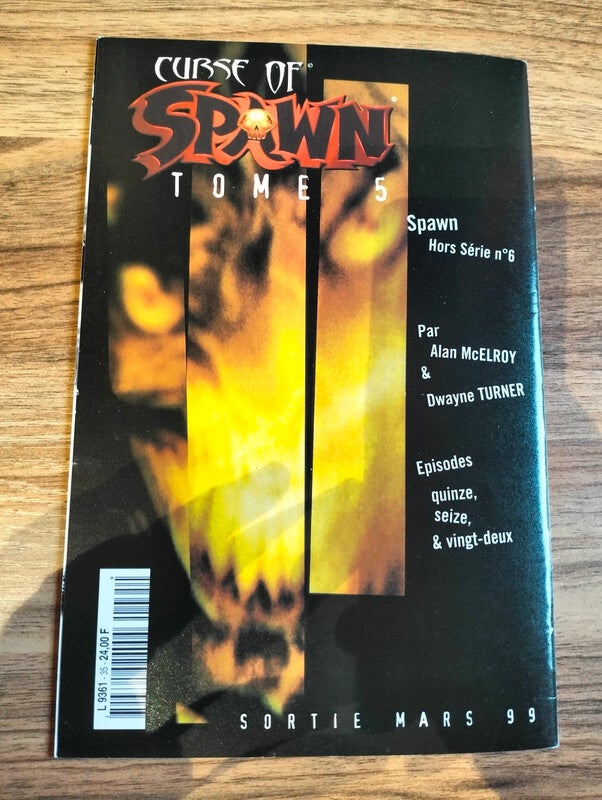 CURSE OF
SPAWN
TOME 5
Spawn
Hors Série n°6
Par
Alan McELROY
&
Dwayne TURNER
Episodes
quinze,
seize,
& vingt-deux
L 9361 - 35 - 24,00 F
SORTIE MARS 99